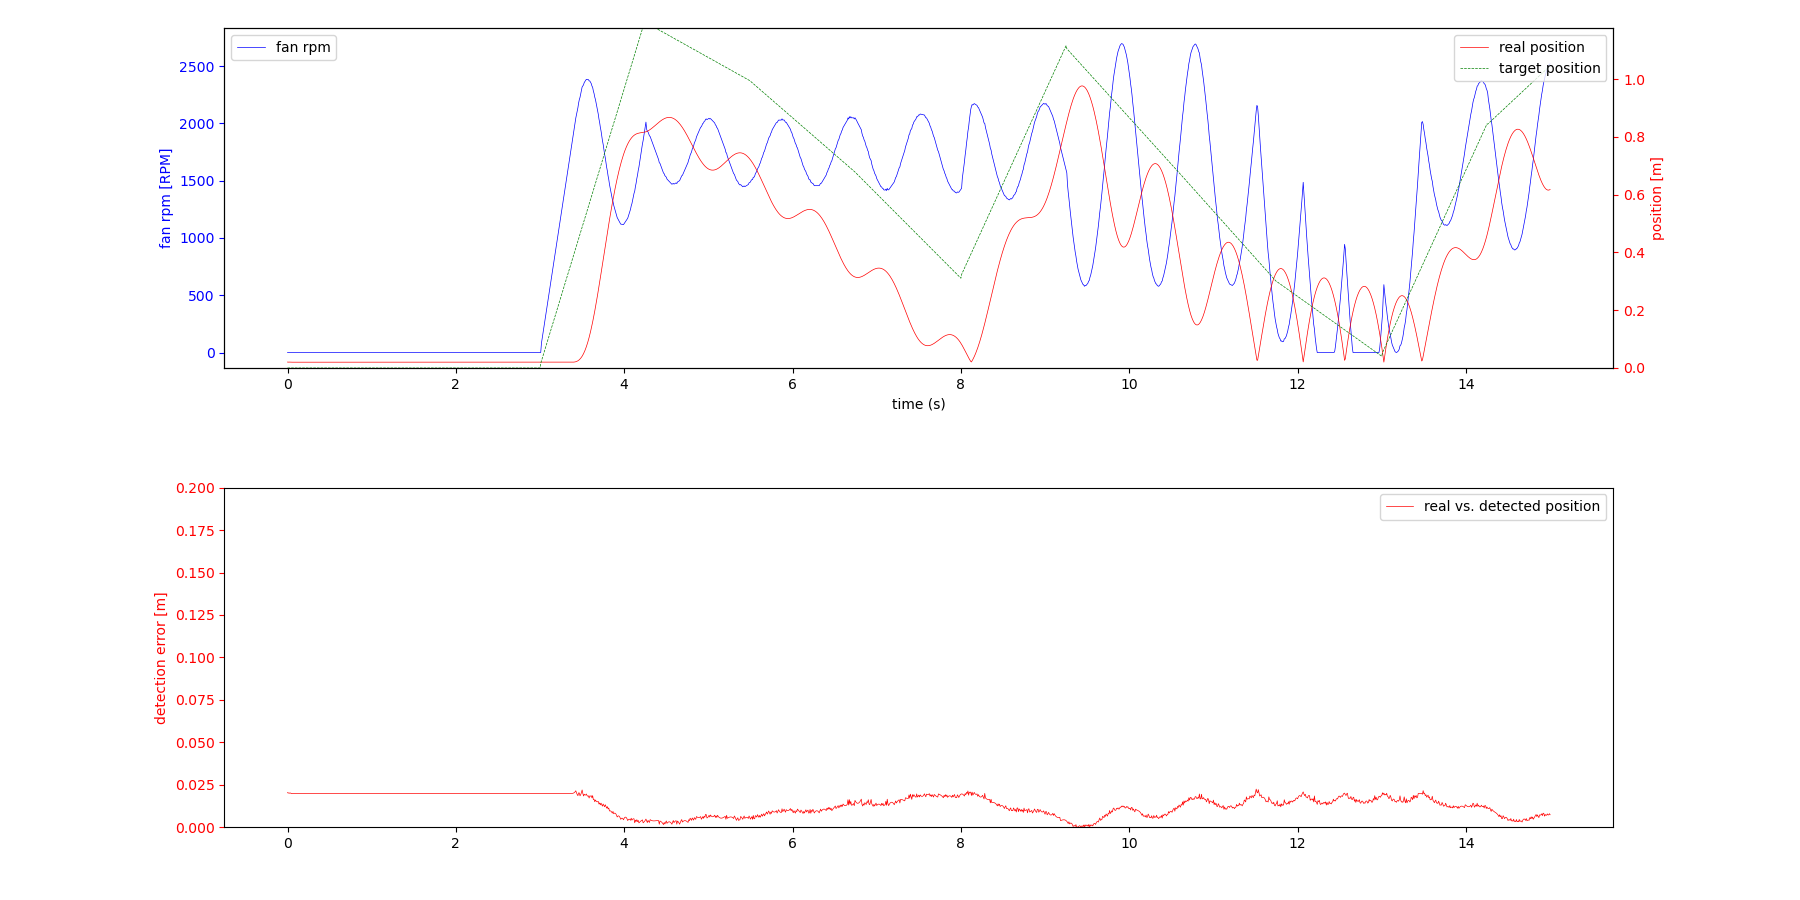 fan rpm
real position
target position
fan rpm [RPM]
2500
2000
1500
1000
500
0
position [m]
1.0
0.8
0.6
0.4
0.2
0.0
0 2 4 6 8 10 12 14
time (s)
real vs. detected position
detection error [m]
0.200
0.175
0.150
0.125
0.100
0.075
0.050
0.025
0.000
0 2 4 6 8 10 12 14